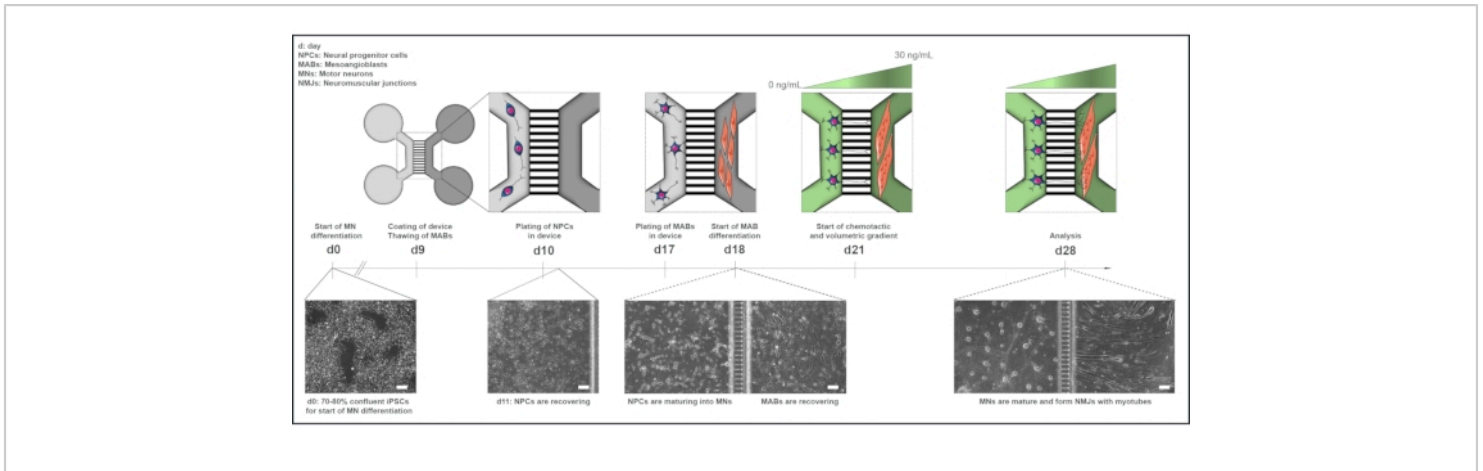 d: day
NPCs: Neural progenitor cells
MABs: Mesoangioblasts
MNs: Motor neurons
NMJs: Neuromuscular junctions
30 ng/mL
0 ng/mL
Start of MN
differentiation
d0
Coating of device
Thawing of MABs
d9
Plating of NPCs
in device
d10
Plating of MABs
in device
d17
Start of MAB
differentiation
d18
Start of chemotactic
and volumetric gradient
d21
Analysis
d28
d0: 70-80% confluent iPSCs
for start of MN differentiation
d11: NPCs are recovering
NPCs are maturing into MNs
MABs are recovering
MNs are mature and form NMJs with myotubes